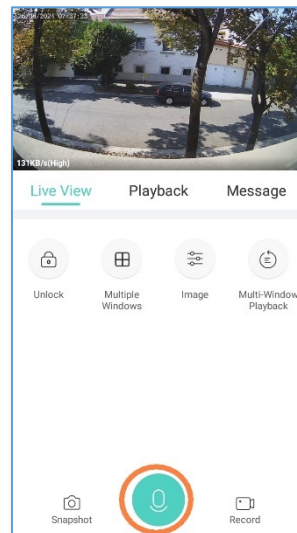 26/08/2021 07:37:25
131KB/s(High)
Live View Playback Message
Unlock Multiple Windows Image Multi-Window Playback
Snapshot Record